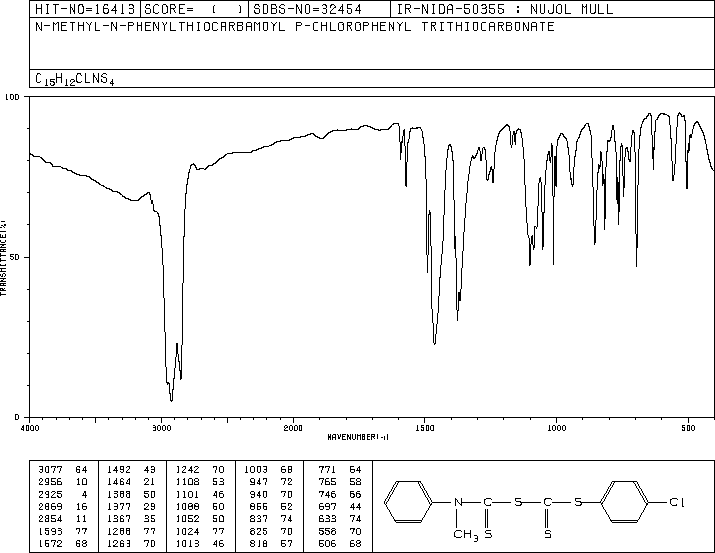 HIT-NO=16413 SCORE= ( ) SDBS-NO=32454 IR-NIDA-50355 : NUJOL MULL
N-METHYL-N-PHENYLTHIOCARBAMOYL P-CHLOROPHENYL TRITHIOCARBONATE
C15H12CLNS4
100
50
0
TRANSMITTANCE(%)
4000 3000 2000 1500 1000 500
WAVENUMBER(-1)
3077 64 1492 43 1242 70 1003 68 771 64
2956 10 1464 21 1108 53 947 72 765 58
2925 4 1388 50 1101 46 940 70 746 66
2869 16 1377 29 1088 50 856 52 697 44
2854 11 1367 35 1052 50 837 74 633 74
1593 77 1288 77 1024 77 825 70 558 70
1572 68 1263 70 1013 46 818 57 506 68
N C S C S Cl
CH3 S S